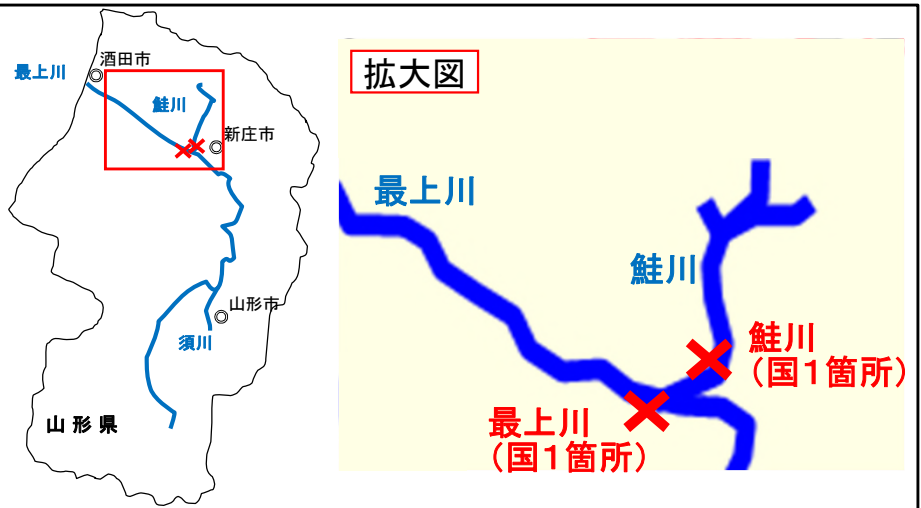 酒田市
最上川
鮭川
新庄市
山形市
須川
山形県
拡大図
最上川
鮭川
鮭川
(国1箇所)
最上川
(国1箇所)